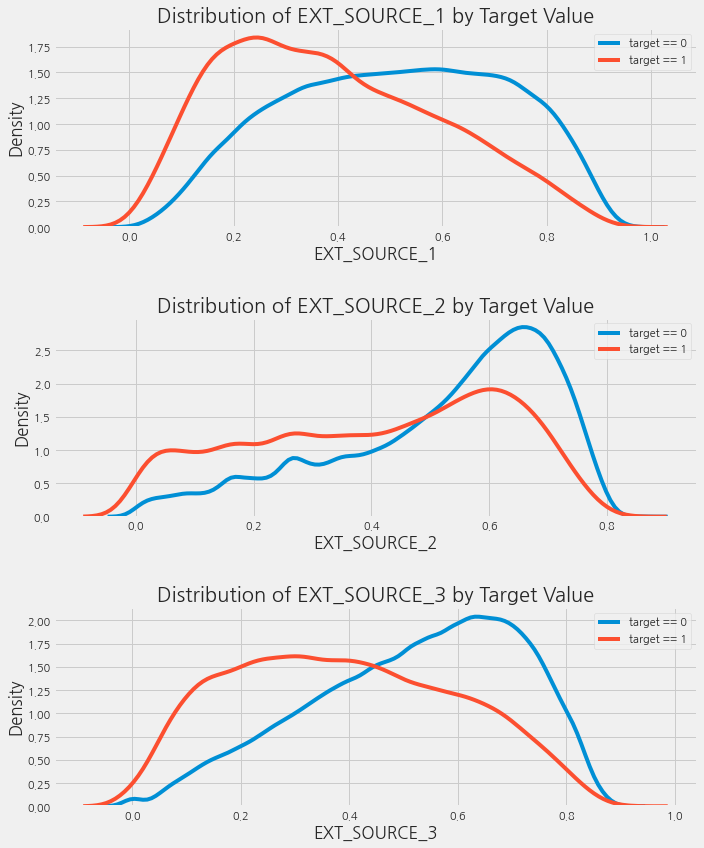 Distribution of EXT_SOURCE_1 by Target Value
target == 0
target == 1
Density
1.75
1.50
1.25
1.00
0.75
0.50
0.25
0.00
0.0 0.2 0.4 0.6 0.8 1.0
EXT_SOURCE_1
Distribution of EXT_SOURCE_2 by Target Value
target == 0
target == 1
Density
2.5
2.0
1.5
1.0
0.5
0.0
0.0 0.2 0.4 0.6 0.8
EXT_SOURCE_2
Distribution of EXT_SOURCE_3 by Target Value
target == 0
target == 1
Density
2.00
1.75
1.50
1.25
1.00
0.75
0.50
0.25
0.00
0.0 0.2 0.4 0.6 0.8 1.0
EXT_SOURCE_3